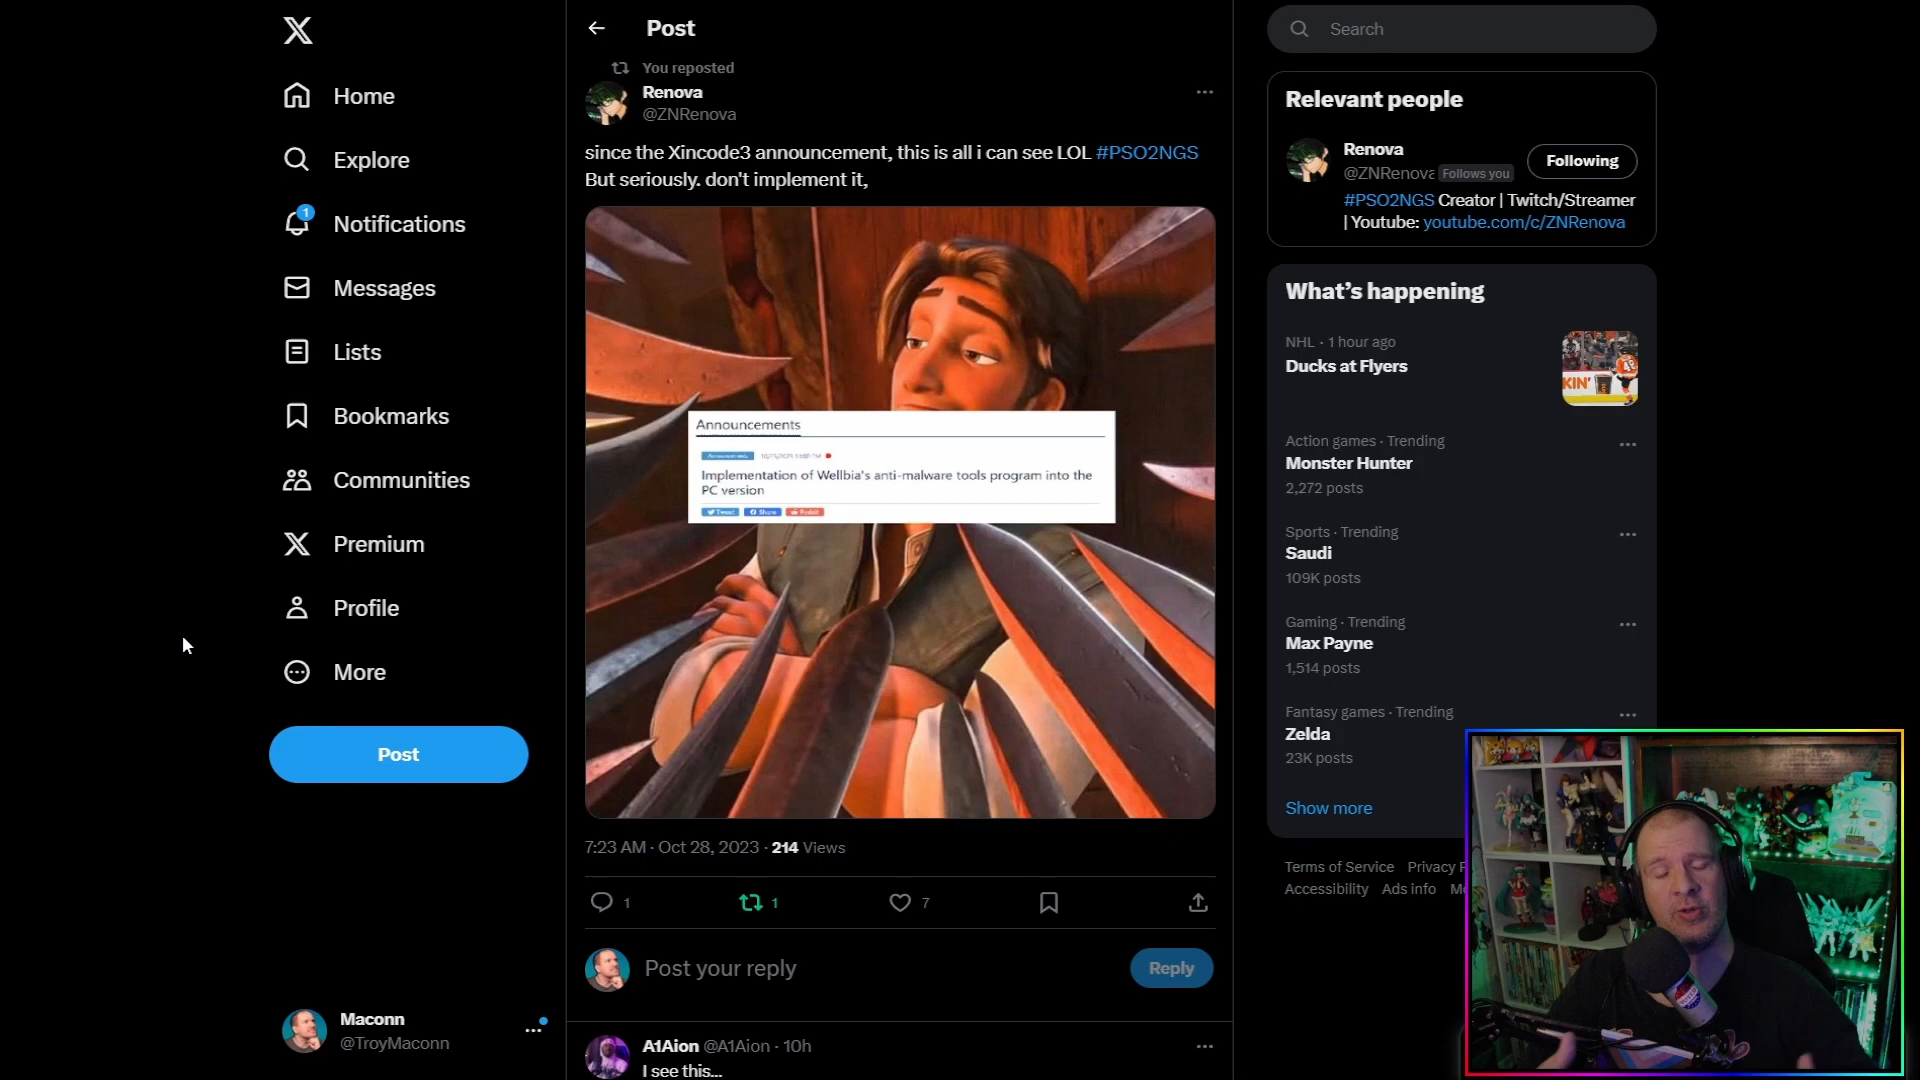 Home
Explore
1
Notifications
Messages
Lists
Bookmarks
Communities
Premium
Profile
More
Post
Maconn
@TroyMaconn
Post
You reposted
Renova
@ZNRenova
since the Xincode3 announcement, this is all i can see LOL #PSO2NGS
But seriously. don't implement it,
Announcements
Implementation of Wellbia's anti-malware tools program into the
PC version
Tweet Share Reddit
7:23 AM · Oct 28, 2023 · 214 Views
1 1 7
Post your reply
Reply
A1Aion @A1Aion · 10h
I see this...
Search
Relevant people
Renova
@ZNRenova Follows you
Following
#PSO2NGS Creator | Twitch/Streamer
| Youtube: youtube.com/c/ZNRenova
What's happening
NHL · 1 hour ago
Ducks at Flyers
KIN'
Action games · Trending
Monster Hunter
2,272 posts
Sports · Trending
Saudi
109K posts
Gaming · Trending
Max Payne
1,514 posts
Fantasy games · Trending
Zelda
23K posts
Show more
Terms of Service Privacy P
Accessibility Ads info Mo